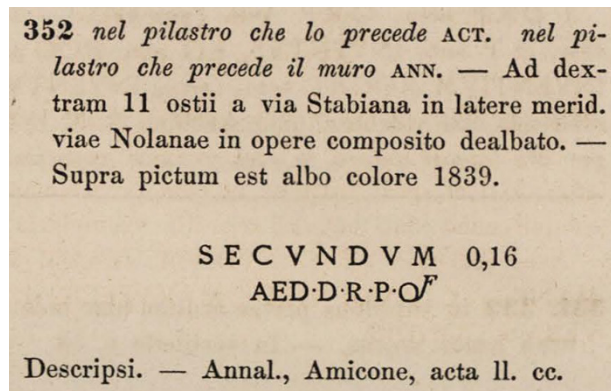 352 nel pilastro che lo precede ACT. nel pi-
lastro che precede il muro ANN. — Ad dex-
tram 11 ostii a via Stabiana in latere merid.
viae Nolanae in opere composito dealbato. —
Supra pictum est albo colore 1839.
SECVNDVM 0,16
AED·D·R·P·OF
Descripsi. — Annal., Amicone, acta ll. cc.